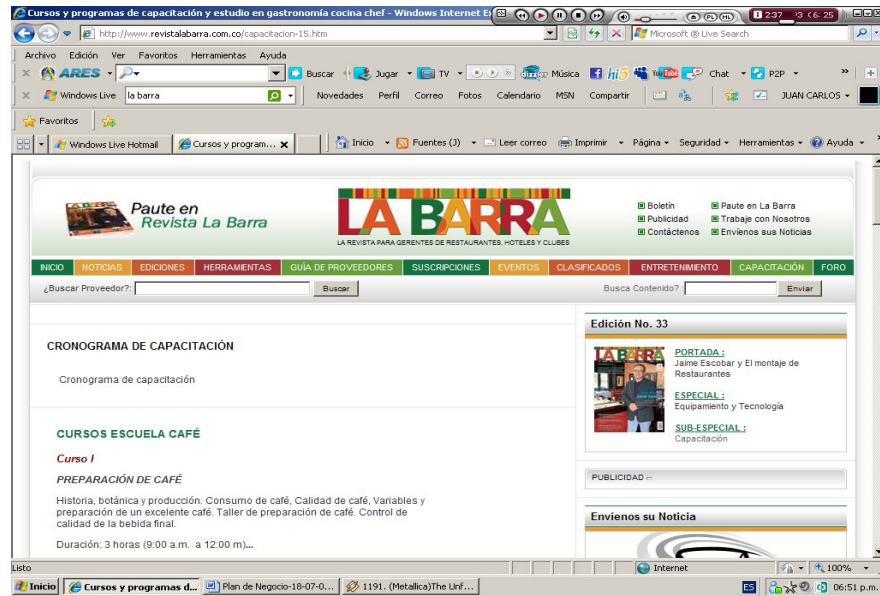 Cursos y programas de capacitación y estudio en gastronomía cocina chef - Windows Internet E
http://www.revistalabarra.com.co/capacitacion-15.htm
Microsoft ® Live Search
Archivo Edición Ver Favoritos Herramientas Ayuda
ARES Buscar Jugar TV Música hi5 Chat P2P »
Windows Live la barra Novedades Perfil Correo Fotos Calendario MSN Compartir JUAN CARLOS
Favoritos
Windows Live Hotmail Cursos y program... Inicio Fuentes (J) Leer correo Imprimir Página Seguridad Herramientas Ayuda
Paute en
Revista La Barra
LA BARRA
LA REVISTA PARA GERENTES DE RESTAURANTES, HOTELES Y CLUBES
Boletín Paute en La Barra
Publicidad Trabaje con Nosotros
Contáctenos Envíenos sus Noticias
INICIO NOTICIAS EDICIONES HERRAMIENTAS GUÍA DE PROVEEDORES SUSCRIPCIONES EVENTOS CLASIFICADOS ENTRETENIMIENTO CAPACITACIÓN FORO
¿Buscar Proveedor?: Buscar Busca Contenido? : Enviar
CRONOGRAMA DE CAPACITACIÓN
Cronograma de capacitación
CURSOS ESCUELA CAFÉ
Curso I
PREPARACIÓN DE CAFÉ
Historia, botánica y producción. Consumo de café, Calidad de café, Variables y
preparación de un excelente café. Taller de preparación de café. Control de
calidad de la bebida final.
Duración: 3 horas (9:00 a.m. a 12:00 m)...
Edición No. 33
LA BARRA
PORTADA :
Jaime Escobar y El montaje de
Restaurantes
ESPECIAL :
Equipamiento y Tecnología
SUB-ESPECIAL :
Capacitación
PUBLICIDAD
Envíenos su Noticia
Listo Internet 100%
Inicio Cursos y programas d... Plan de Negocio-18-07-0... 1191. (Metallica)The Unf... ES 06:51 p.m.